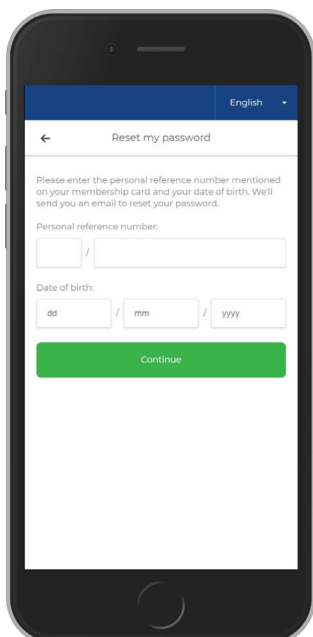 English
Reset my password
Please enter the personal reference number mentioned
on your membership card and your date of birth. We'll
send you an email to reset your password.
Personal reference number:
/
Date of birth:
dd / mm / yyyy
Continue